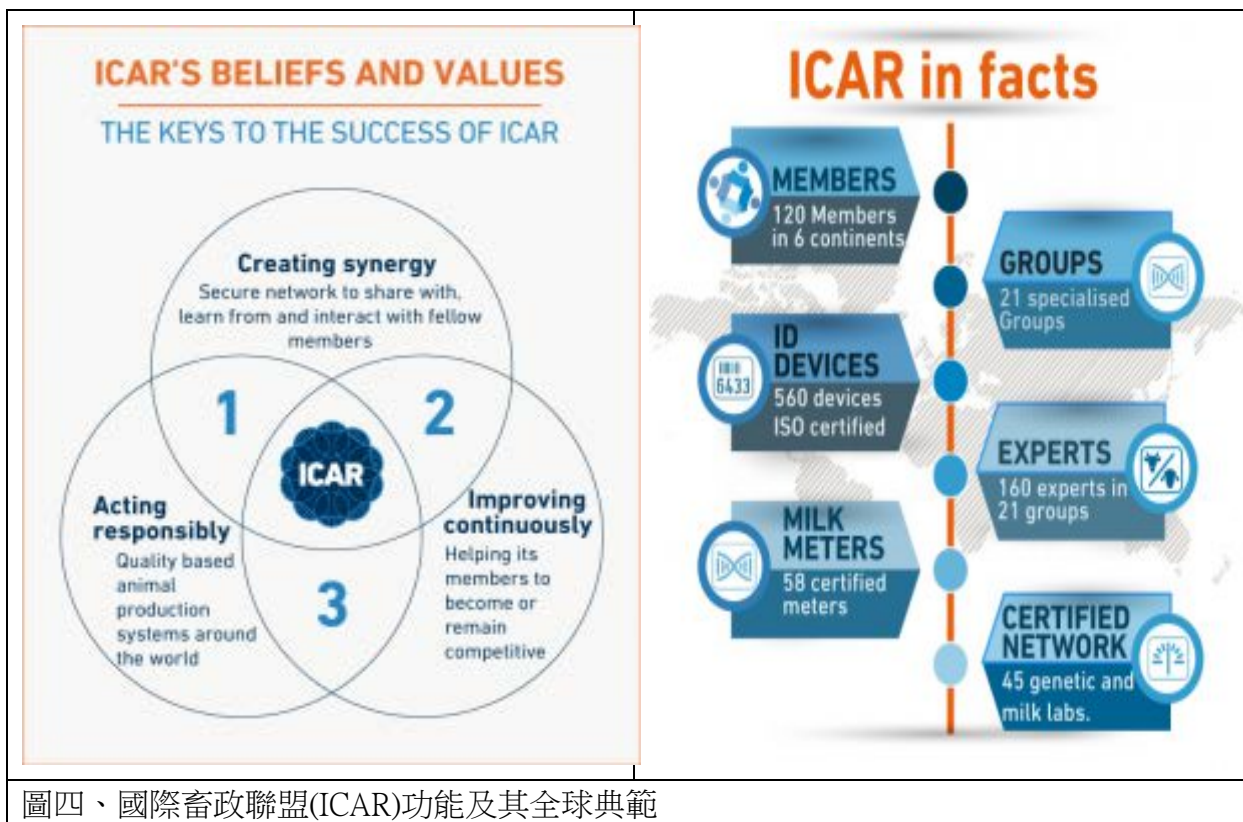 ICAR'S BELIEFS AND VALUES
THE KEYS TO THE SUCCESS OF ICAR
Creating synergy
Secure network to share with,
learn from and interact with fellow
members
1
2
ICAR
Acting
responsibly
Quality based
animal
production
systems around
the world
Improving
continuously
Helping its
members to
become or
remain
competitive
3
ICAR in facts
MEMBERS
120 Members
in 6 continents
GROUPS
21 specialised
Groups
6433
ID
DEVICES
560 devices
ISO certified
EXPERTS
160 experts in
21 groups
MILK
METERS
58 certified
meters
CERTIFIED
NETWORK
45 genetic and
milk labs.
圖四、國際畜政聯盟(ICAR)功能及其全球典範